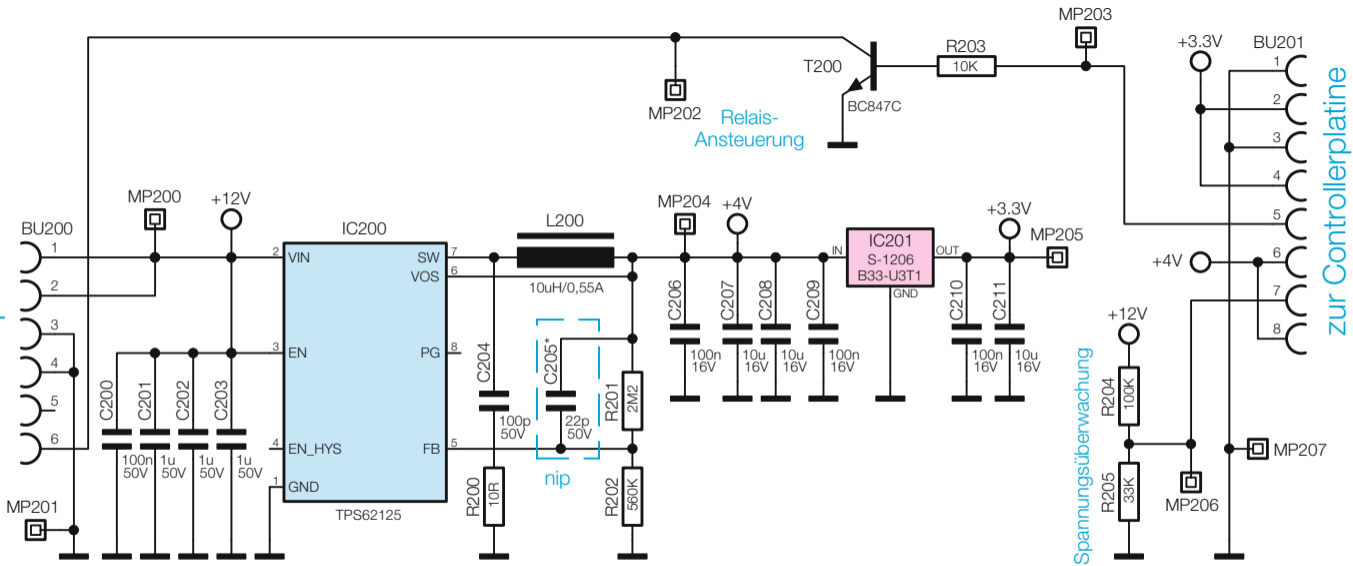 MP203
+3.3V
BU201
R203
10K
T200
BC847C
MP202
Relais-
Ansteuerung
1
2
3
4
5
6
7
8
zur Controllerplatine
+4V
MP200
+12V
BU200
1
2
3
4
5
6
MP201
C200
100n
50V
C201
1u
50V
C202
1u
50V
C203
1u
50V
IC200
2
VIN
3
EN
4
EN_HYS
1
GND
SW
7
VOS
6
PG
8
FB
5
TPS62125
L200
10uH/0,55A
C204
100p
50V
R200
10R
C205*
22p
50V
nip
R201
2M2
R202
560K
MP204
+4V
C206
100n
16V
C207
10u
16V
C208
10u
16V
C209
100n
16V
IN
IC201
S-1206
B33-U3T1
OUT
GND
+3.3V
MP205
C210
100n
16V
C211
10u
16V
Spannungsüberwachung
+12V
R204
100K
R205
33K
MP206
MP207